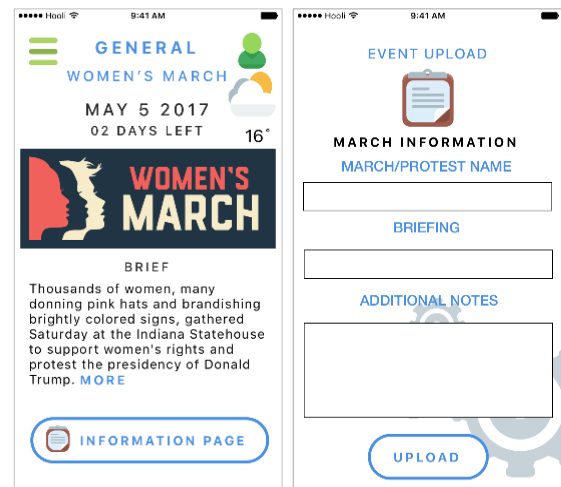 Hooli 9:41 AM
GENERAL
WOMEN'S MARCH
MAY 5 2017
02 DAYS LEFT
16°
WOMEN'S
MARCH
BRIEF
Thousands of women, many
donning pink hats and brandishing
brightly colored signs, gathered
Saturday at the Indiana Statehouse
to support women's rights and
protest the presidency of Donald
Trump. MORE
INFORMATION PAGE
Hooli 9:41 AM
EVENT UPLOAD
MARCH INFORMATION
MARCH/PROTEST NAME
BRIEFING
ADDITIONAL NOTES
UPLOAD